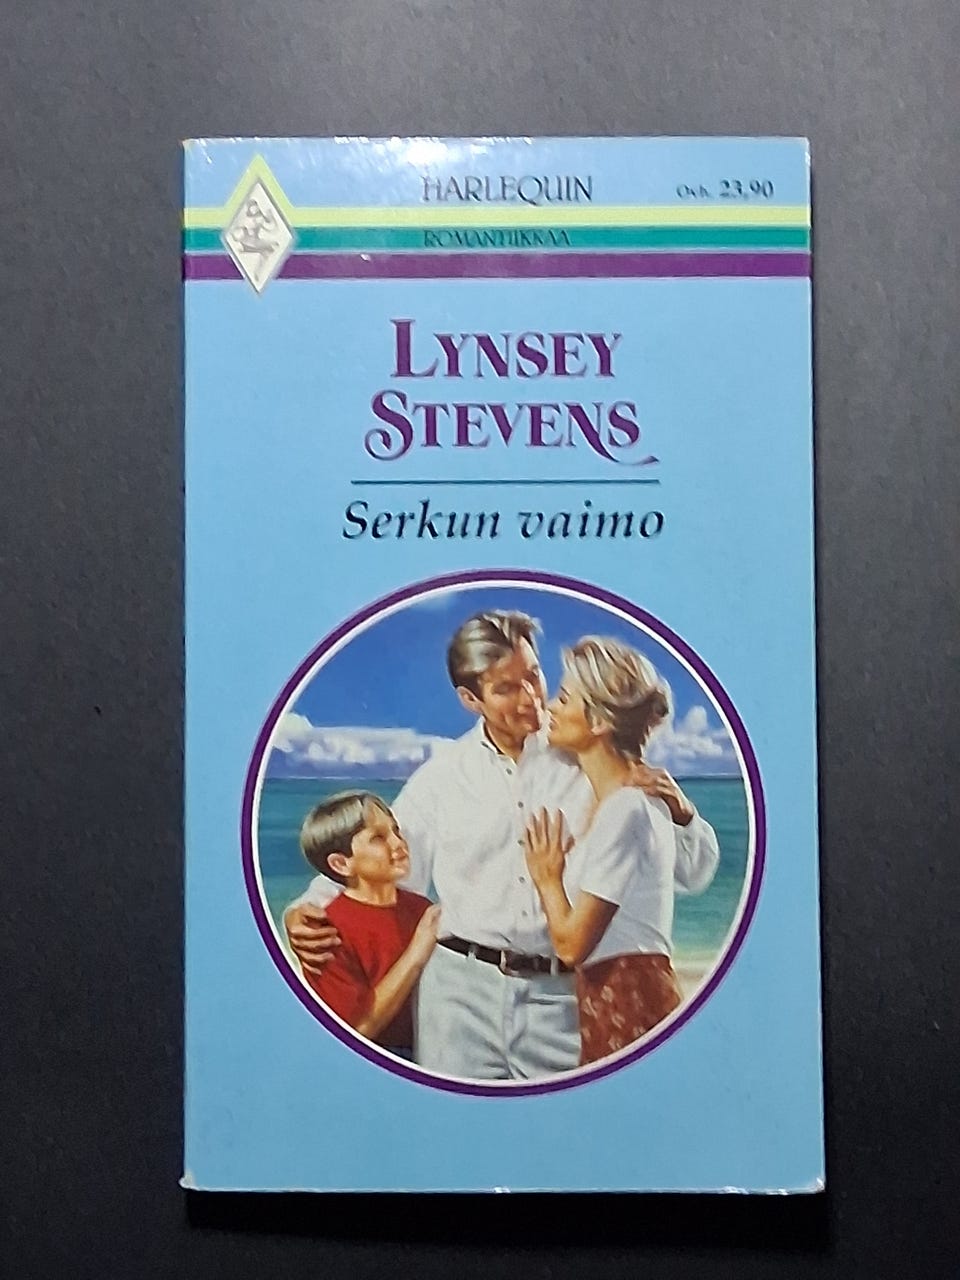 HARLEQUIN
Ovh. 23,90
ROMANTIIKKAA
LYNSEY
STEVENS
Serkun vaimo